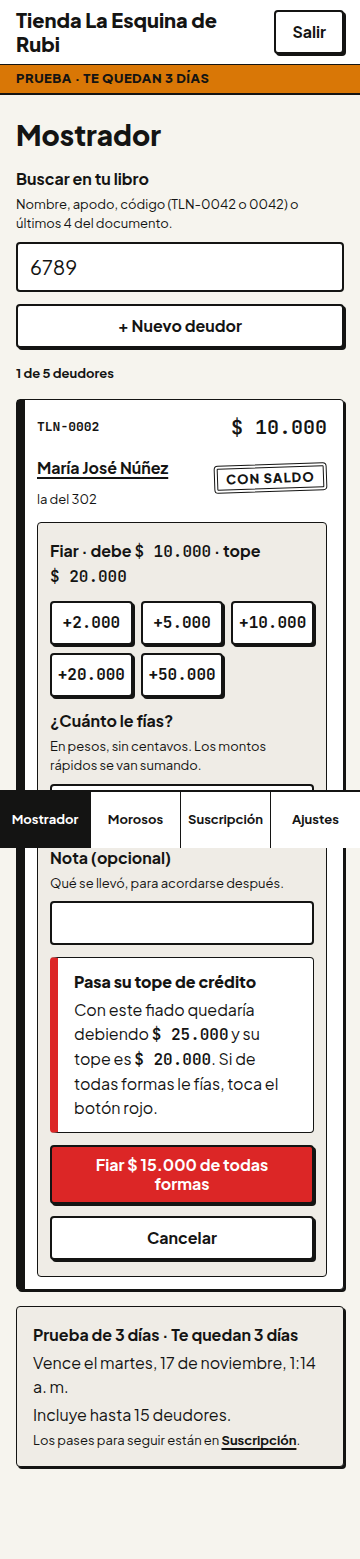 Tienda La Esquina de
Rubi
Salir
PRUEBA · TE QUEDAN 3 DÍAS
Mostrador
Buscar en tu libro
Nombre, apodo, código (TLN-0042 o 0042) o
últimos 4 del documento.
6789
+ Nuevo deudor
1 de 5 deudores
TLN-0002
$ 10.000
María José Núñez
CON SALDO
la del 302
Fiar · debe $ 10.000 · tope
$ 20.000
+2.000
+5.000
+10.000
+20.000
+50.000
¿Cuánto le fías?
En pesos, sin centavos. Los montos
rápidos se van sumando.
Mostrador
Morosos
Suscripción
Ajustes
Nota (opcional)
Qué se llevó, para acordarse después.
Pasa su tope de crédito
Con este fiado quedaría
debiendo $ 25.000 y su
tope es $ 20.000. Si de
todas formas le fías, toca el
botón rojo.
Fiar $ 15.000 de todas
formas
Cancelar
Prueba de 3 días · Te quedan 3 días
Vence el martes, 17 de noviembre, 1:14
a. m.
Incluye hasta 15 deudores.
Los pases para seguir están en Suscripción.